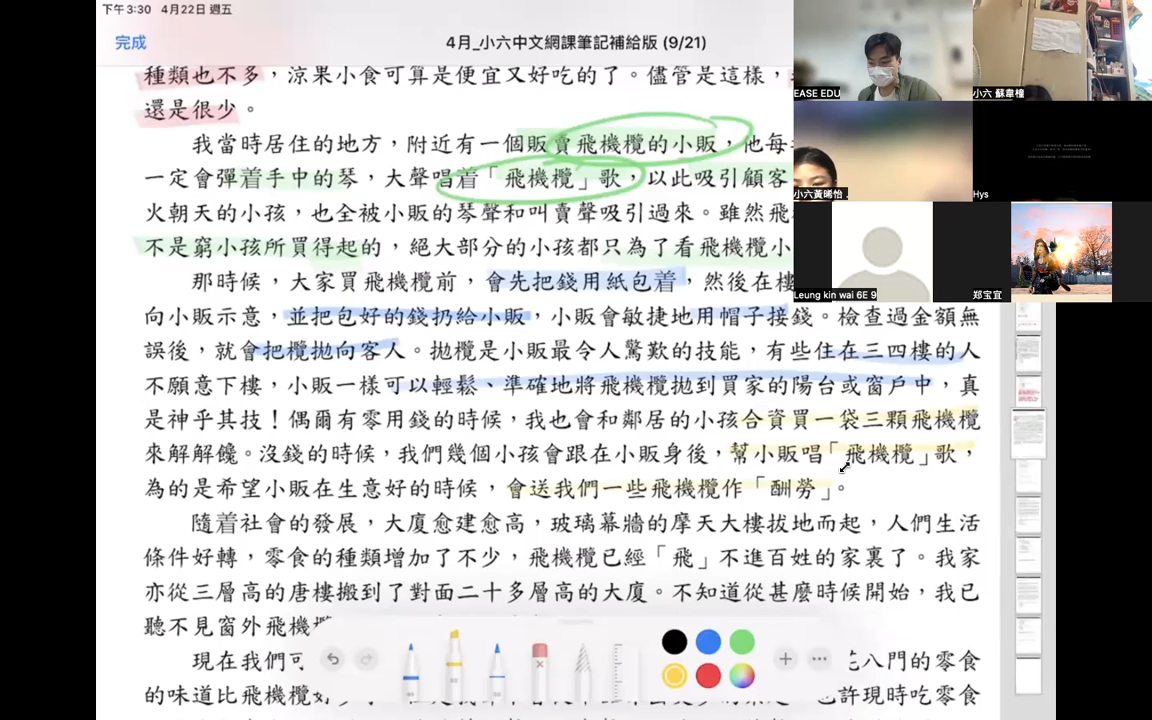 下午3:30 4月22日 週五
完成
4月_小六中文網課筆記補給版 (9/21)
種類也不多，涼果小食可算是便宜又好吃的了。儘管是這樣，
還是很少。
我當時居住的地方，附近有一個販賣飛機欖的小販，他每
一定會彈着手中的琴，大聲唱着「飛機欖」歌，以此吸引顧客
火朝天的小孩，也全被小販的琴聲和叫賣聲吸引過來。雖然飛
不是窮小孩所買得起的，絕大部分的小孩都只為了看飛機欖小
那時候，大家買飛機欖前，會先把錢用紙包着，然後在樓
向小販示意，並把包好的錢扔給小販，小販會敏捷地用帽子接錢。檢查過金額無
誤後，就會把欖拋向客人。拋欖是小販最令人驚歎的技能，有些住在三四樓的人
不願意下樓，小販一樣可以輕鬆、準確地將飛機欖拋到買家的陽台或窗戶中，真
是神乎其技！偶爾有零用錢的時候，我也會和鄰居的小孩合資買一袋三顆飛機欖
來解解饞。沒錢的時候，我們幾個小孩會跟在小販身後，幫小販唱「飛機欖」歌，
為的是希望小販在生意好的時候，會送我們一些飛機欖作「酬勞」。
隨着社會的發展，大廈愈建愈高，玻璃幕牆的摩天大樓拔地而起，人們生活
條件好轉，零食的種類增加了不少，飛機欖已經「飛」不進百姓的家裏了。我家
亦從三層高的唐樓搬到了對面二十多層高的大廈。不知道從甚麼時候開始，我已
聽不見窗外飛機欖
現在我們可
八門的零食
的味道比飛機欖好
也許現時吃零食
EASE EDU
小六 蘇韋橦
小六黃晞怡 .
Hys
Leung kin wai 6E 9
郑宝宜